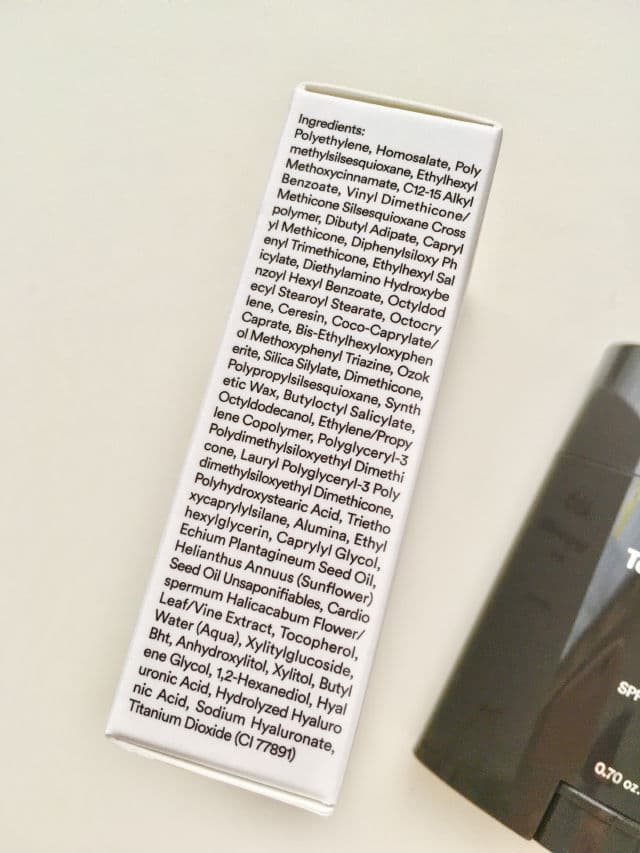 Ingredients:
Polyethylene, Homosalate, Poly
methylsilsesquioxane, Ethylhexyl
Methoxycinnamate, C12-15 Alkyl
Benzoate, Vinyl Dimethicone/
Methicone Silsesquioxane Cross
polymer, Dibutyl Adipate, Capryl
yl Methicone, Diphenylsiloxy Ph
enyl Trimethicone, Ethylhexyl Sal
icylate, Diethylamino Hydroxybe
nzoyl Hexyl Benzoate, Octyldod
ecyl Stearoyl Stearate, Octocry
lene, Ceresin, Coco-Caprylate/
Caprate, Bis-Ethylhexyloxyphen
ol Methoxyphenyl Triazine, Ozok
erite, Silica Silylate, Dimethicone,
Polypropylsilsesquioxane, Synth
etic Wax, Butyloctyl Salicylate,
Octyldodecanol, Ethylene/Propy
lene Copolymer, Polyglyceryl-3
Polydimethylsiloxyethyl Dimethi
cone, Lauryl Polyglyceryl-3 Poly
dimethylsiloxyethyl Dimethicone,
Polyhydroxystearic Acid, Trietho
xycaprylylsilane, Alumina, Ethyl
hexylglycerin, Caprylyl Glycol,
Echium Plantagineum Seed Oil,
Helianthus Annuus (Sunflower)
Seed Oil Unsaponifiables, Cardio
spermum Halicacabum Flower/
Leaf/Vine Extract, Tocopherol,
Water (Aqua), Xylitylglucoside,
Bht, Anhydroxylitol, Xylitol, Butyl
ene Glycol, 1,2-Hexanediol, Hyal
uronic Acid, Hydrolyzed Hyaluro
nic Acid, Sodium Hyaluronate,
Titanium Dioxide (CI 77891)
SPF
0.70 oz.